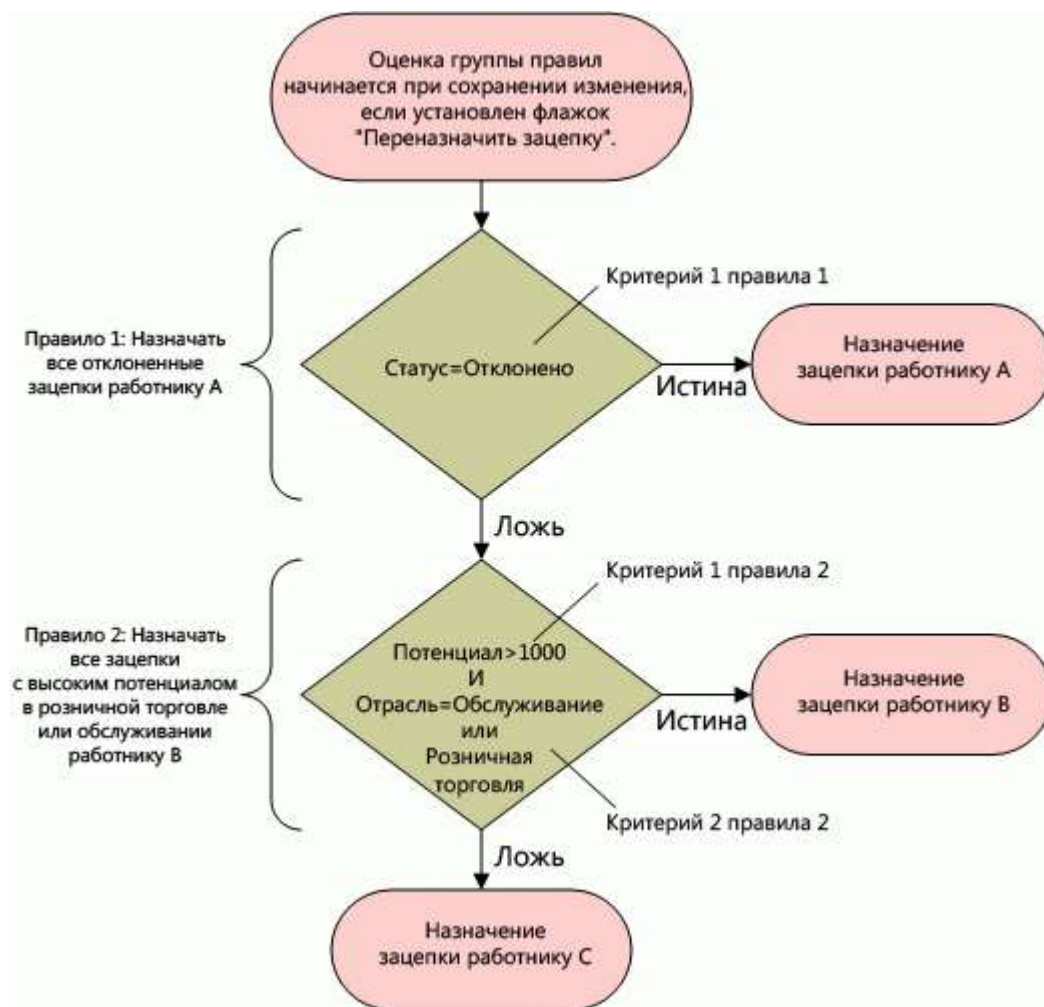 Оценка группы правил
начинается при сохранении изменения,
если установлен флажок
"Переназначить зацепку".
Критерий 1 правила 1
Правило 1: Назначать
все отклоненные
зацепки работнику А
Статус=Отклонено
Истина
Назначение
зацепки работнику А
Ложь
Критерий 1 правила 2
Правило 2: Назначать
все зацепки
с высоким потенциалом
в розничной торговле
или обслуживании
работнику В
Потенциал>1000
И
Отрасль=Обслуживание
или
Розничная
торговля
Истина
Назначение
зацепки работнику В
Критерий 2 правила 2
Ложь
Назначение
зацепки работнику С